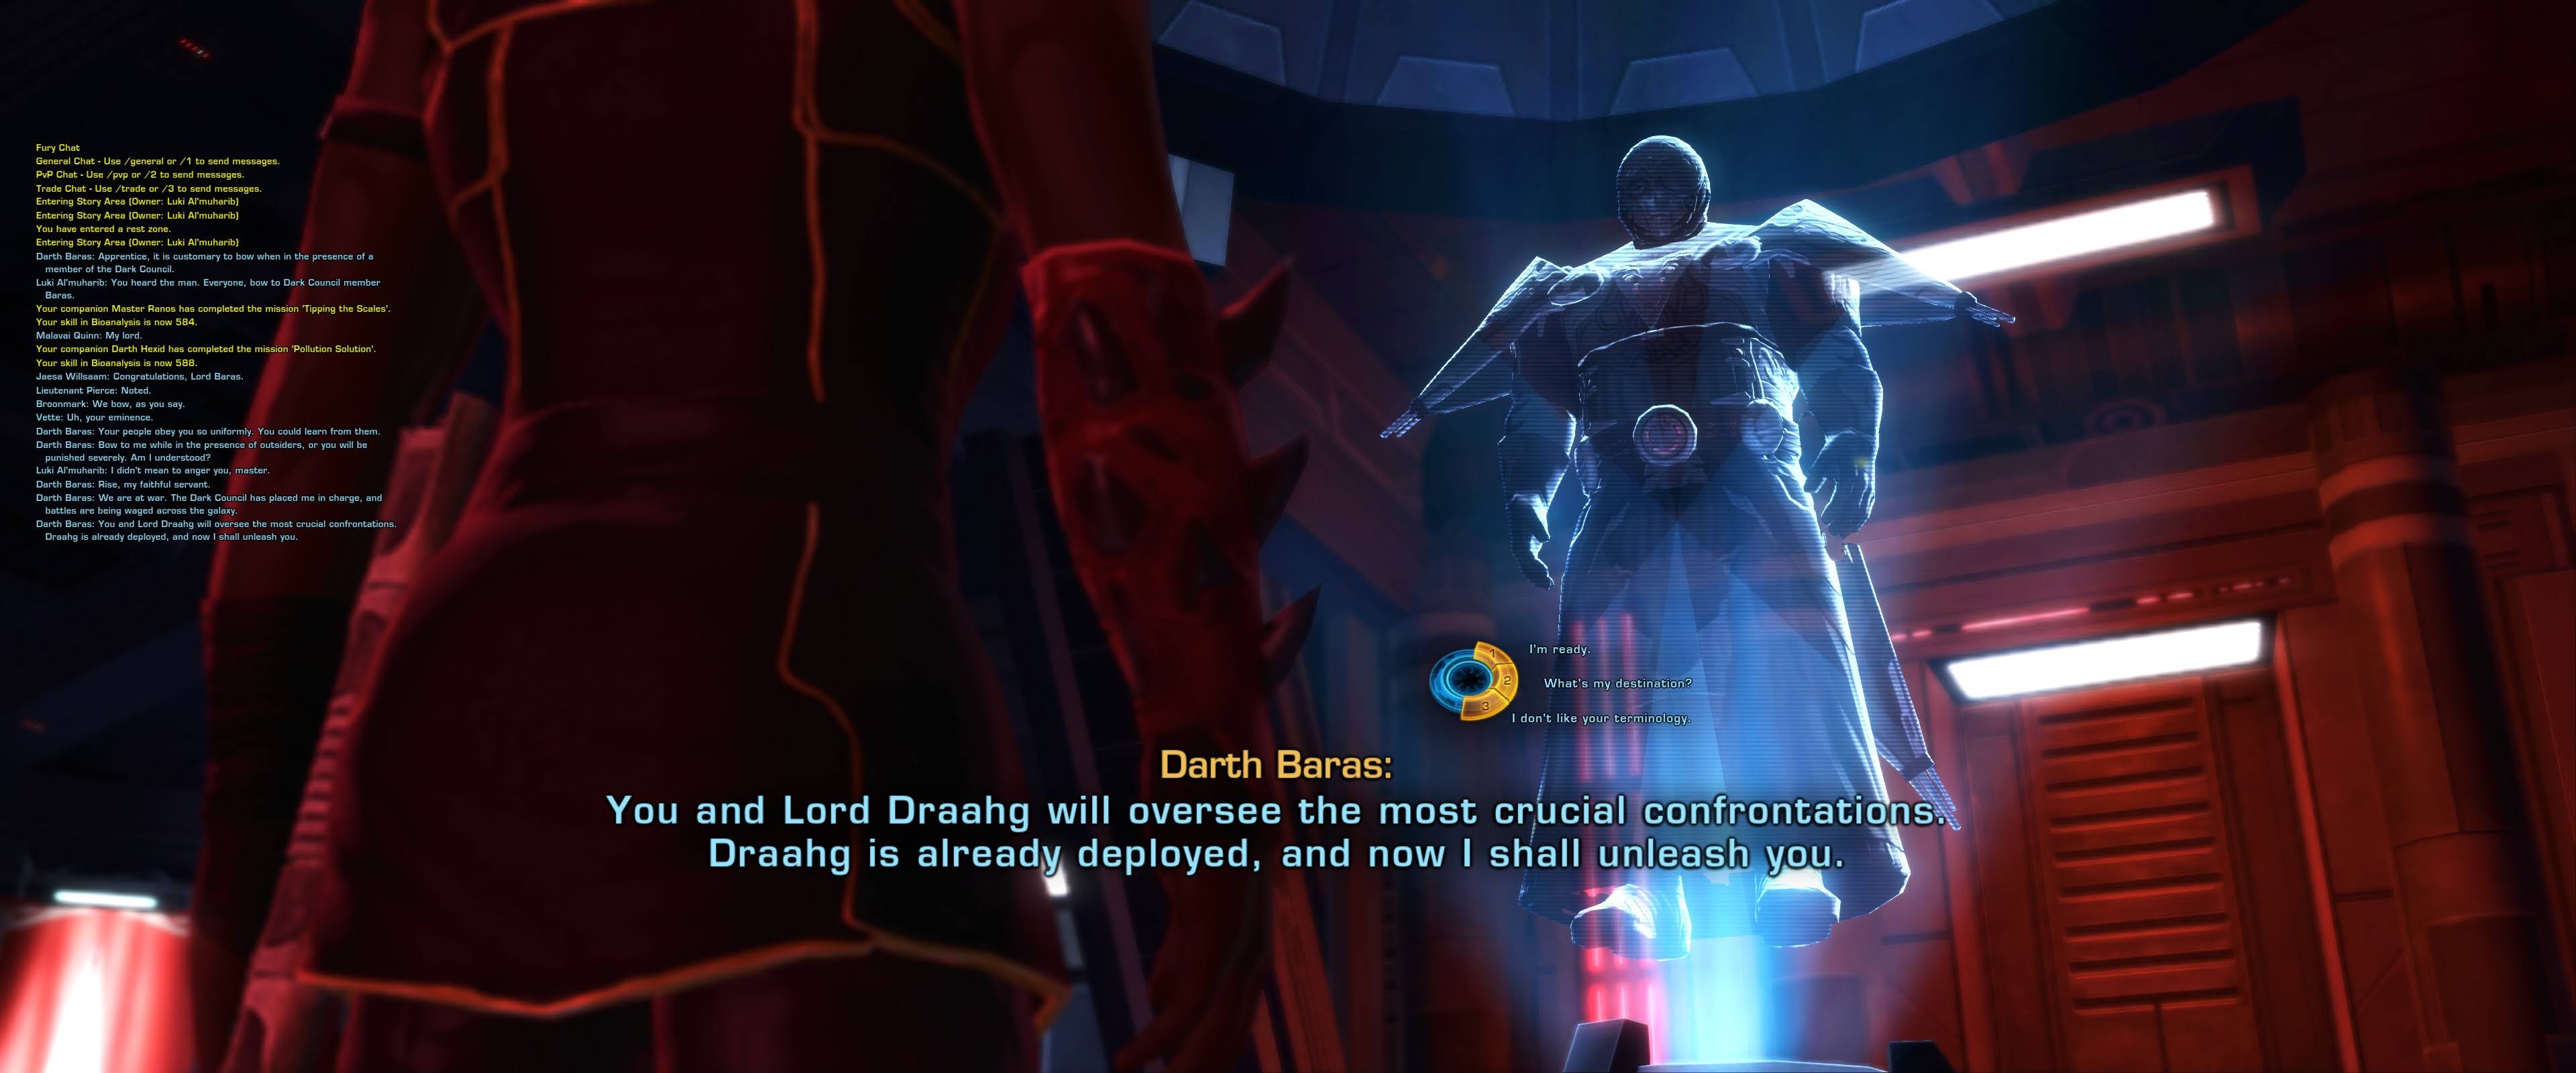 Fury Chat
General Chat - Use /general or /1 to send messages.
PvP Chat - Use /pvp or /2 to send messages.
Trade Chat - Use /trade or /3 to send messages.
Entering Story Area (Owner: Luki Al'muharib)
Entering Story Area (Owner: Luki Al'muharib)
You have entered a rest zone.
Entering Story Area (Owner: Luki Al'muharib)
Darth Baras: Apprentice, it is customary to bow when in the presence of a
member of the Dark Council.
Luki Al'muharib: You heard the man. Everyone, bow to Dark Council member
Baras.
Your companion Master Ranos has completed the mission 'Tipping the Scales'.
Your skill in Bioanalysis is now 584.
Malavai Quinn: My lord.
Your companion Darth Hexid has completed the mission 'Pollution Solution'.
Your skill in Bioanalysis is now 588.
Jaesa Willsaam: Congratulations, Lord Baras.
Lieutenant Pierce: Noted.
Broonmark: We bow, as you say.
Vette: Uh, your eminence.
Darth Baras: Your people obey you so uniformly. You could learn from them.
Darth Baras: Bow to me while in the presence of outsiders, or you will be
punished severely. Am I understood?
Luki Al'muharib: I didn't mean to anger you, master.
Darth Baras: Rise, my faithful servant.
Darth Baras: We are at war. The Dark Council has placed me in charge, and
battles are being waged across the galaxy.
Darth Baras: You and Lord Draahg will oversee the most crucial confrontations.
Draahg is already deployed, and now I shall unleash you.
1 I'm ready.
2 What's my destination?
3 I don't like your terminology.
Darth Baras:
You and Lord Draahg will oversee the most crucial confrontations.
Draahg is already deployed, and now I shall unleash you.